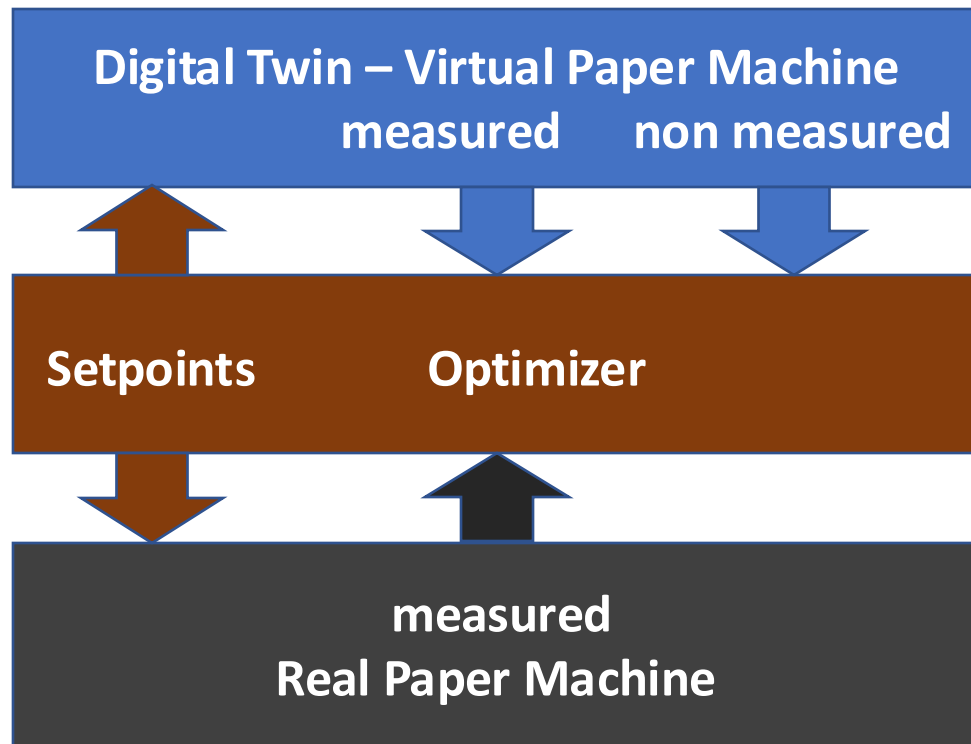 Digital Twin – Virtual Paper Machine
measured non measured
Setpoints Optimizer
measured
Real Paper Machine